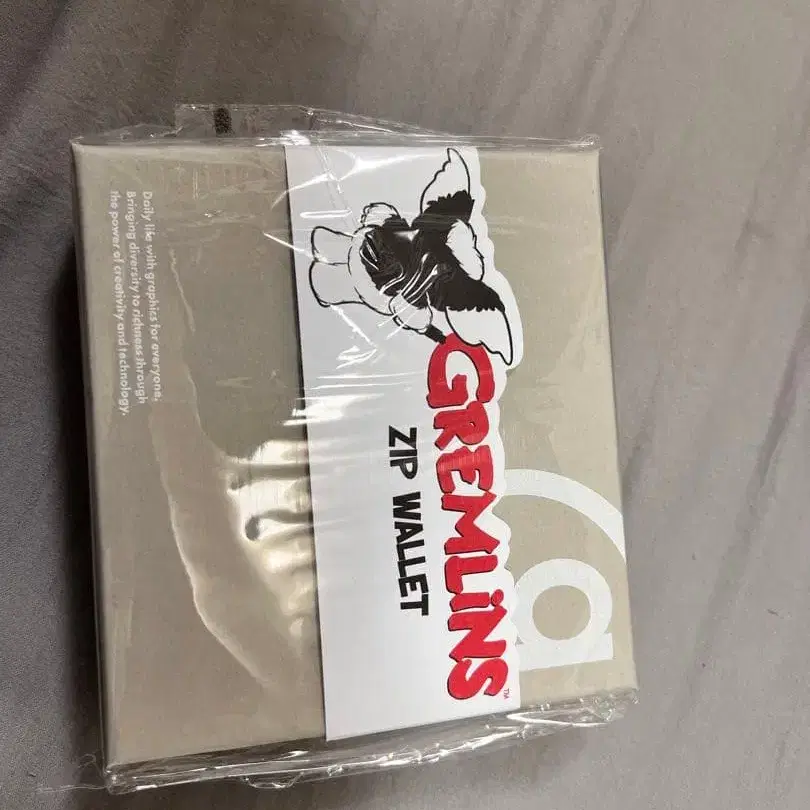 GREMLiNS™
ZIP WALLET
a
Daily life with graphics for everyone,
Bringing diversity to richness through
the power of creativity and technology.